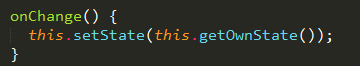 onChange() {
  this.setState(this.getOwnState());
}